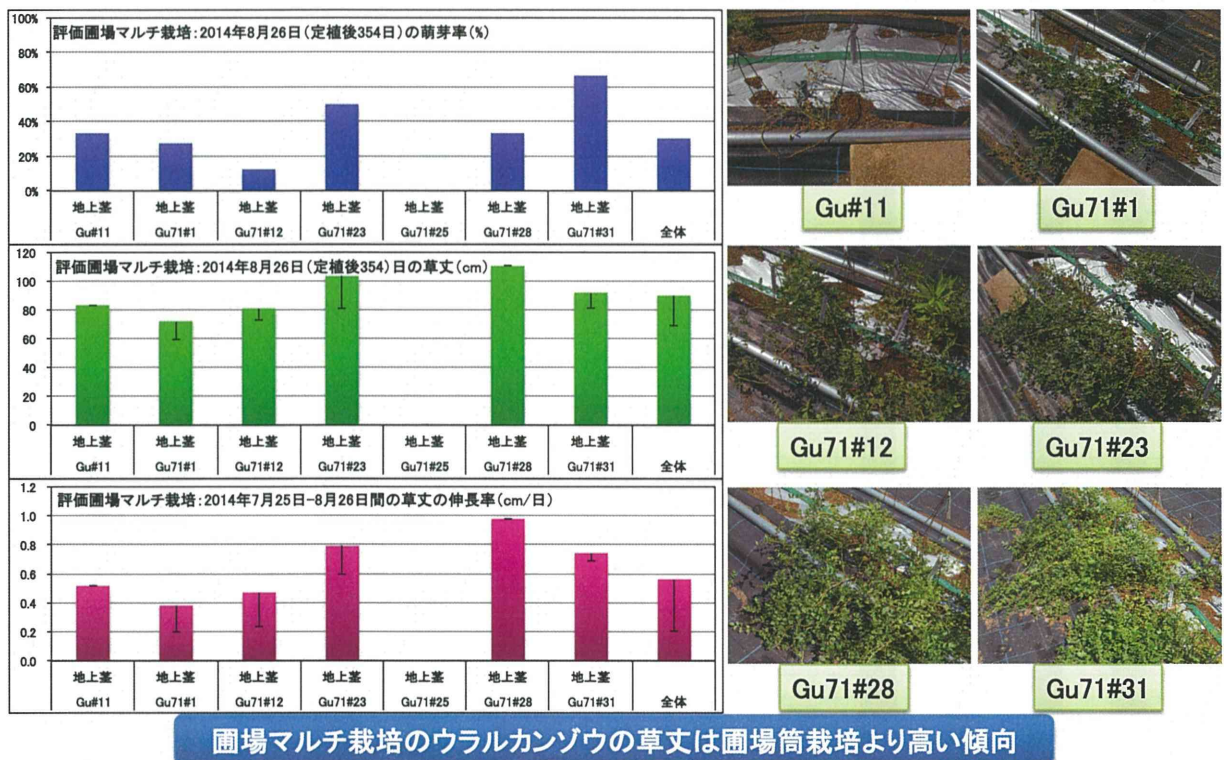 評価圃場マルチ栽培:2014年8月26日(定植後354日)の萌芽率(%)
100%
80%
60%
40%
20%
0%
地上茎 地上茎 地上茎 地上茎 地上茎 地上茎 地上茎
Gu#11 Gu71#1 Gu71#12 Gu71#23 Gu71#25 Gu71#28 Gu71#31 全体
評価圃場マルチ栽培:2014年8月26日(定植後354)日の草丈(cm)
120
100
80
60
40
20
0
地上茎 地上茎 地上茎 地上茎 地上茎 地上茎 地上茎
Gu#11 Gu71#1 Gu71#12 Gu71#23 Gu71#25 Gu71#28 Gu71#31 全体
評価圃場マルチ栽培:2014年7月25日-8月26日間の草丈の伸長率(cm/日)
1.2
1.0
0.8
0.6
0.4
0.2
0.0
地上茎 地上茎 地上茎 地上茎 地上茎 地上茎 地上茎
Gu#11 Gu71#1 Gu71#12 Gu71#23 Gu71#25 Gu71#28 Gu71#31 全体
Gu#11 Gu71#1
Gu71#12 Gu71#23
Gu71#28 Gu71#31
圃場マルチ栽培のウラルカンゾウの草丈は圃場筒栽培より高い傾向